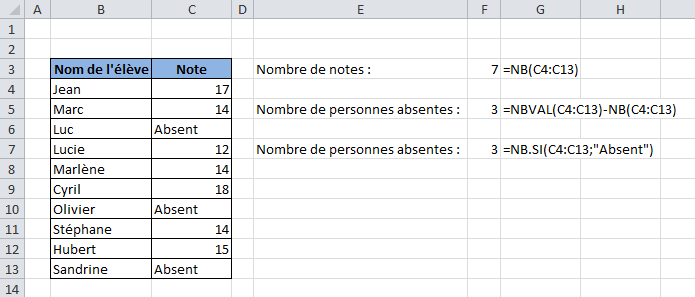 A B C D E F G H
1
2
3 Nom de l'élève Note Nombre de notes : 7 =NB(C4:C13)
4 Jean 17
5 Marc 14 Nombre de personnes absentes : 3 =NBVAL(C4:C13)-NB(C4:C13)
6 Luc Absent
7 Lucie 12 Nombre de personnes absentes : 3 =NB.SI(C4:C13;"Absent")
8 Marlène 14
9 Cyril 18
10 Olivier Absent
11 Stéphane 14
12 Hubert 15
13 Sandrine Absent
14